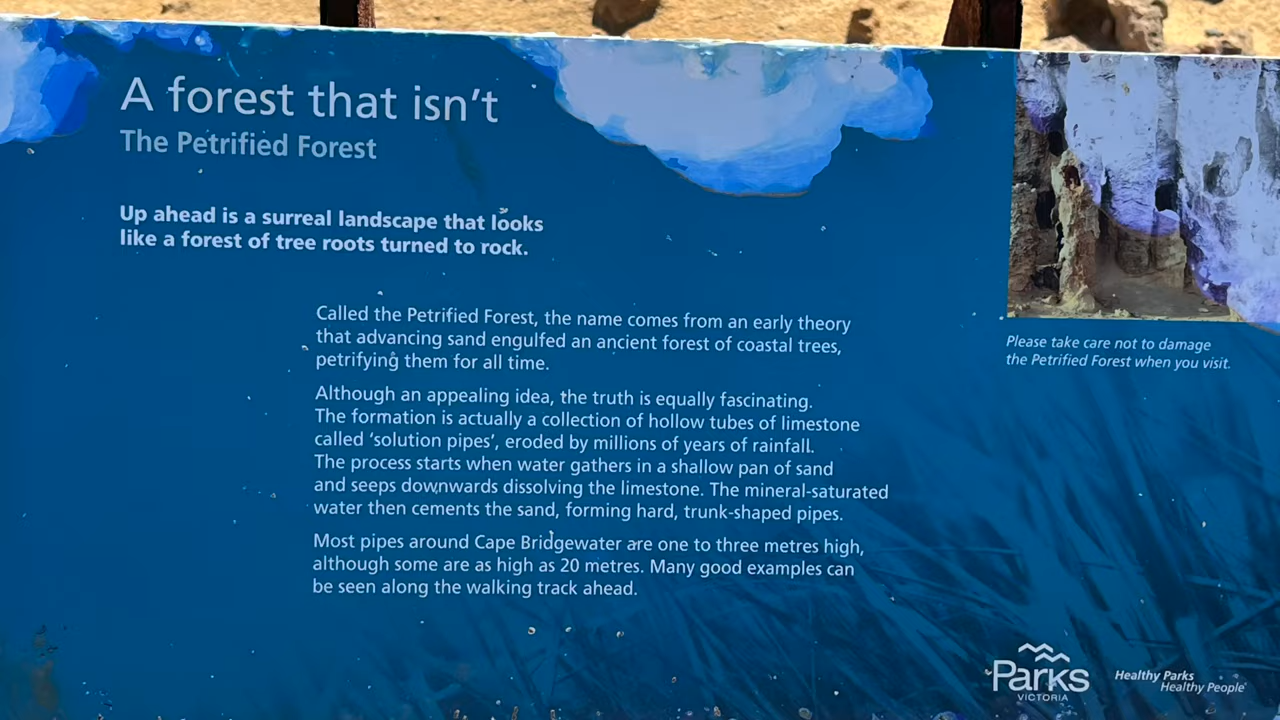 A forest that isn't
The Petrified Forest
Up ahead is a surreal landscape that looks
like a forest of tree roots turned to rock.
Called the Petrified Forest, the name comes from an early theory
that advancing sand engulfed an ancient forest of coastal trees,
petrifying them for all time.
Although an appealing idea, the truth is equally fascinating.
The formation is actually a collection of hollow tubes of limestone
called ‘solution pipes’, eroded by millions of years of rainfall.
The process starts when water gathers in a shallow pan of sand
and seeps downwards dissolving the limestone. The mineral-saturated
water then cements the sand, forming hard, trunk-shaped pipes.
Most pipes around Cape Bridgewater are one to three metres high,
although some are as high as 20 metres. Many good examples can
be seen along the walking track ahead.
Please take care not to damage
the Petrified Forest when you visit.
Parks
VICTORIA
Healthy Parks
Healthy People